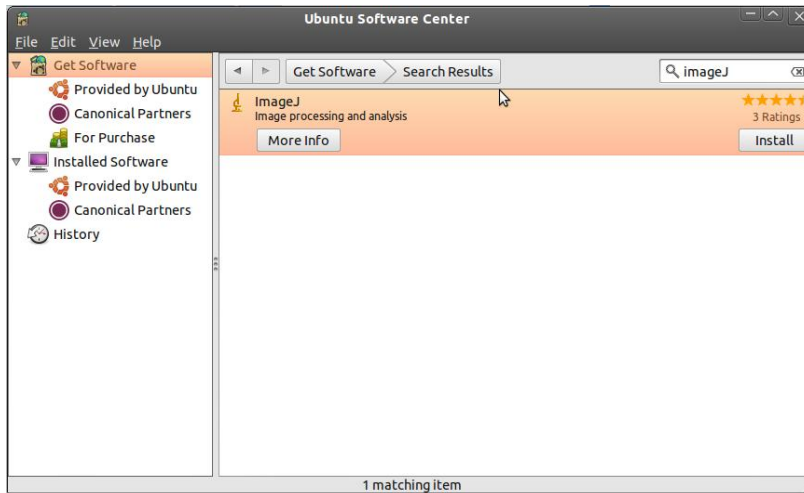 Ubuntu Software Center
File Edit View Help
Get Software
Provided by Ubuntu
Canonical Partners
For Purchase
Installed Software
Provided by Ubuntu
Canonical Partners
History
Get Software Search Results
imageJ
ImageJ
Image processing and analysis
3 Ratings
More Info
Install
1 matching item